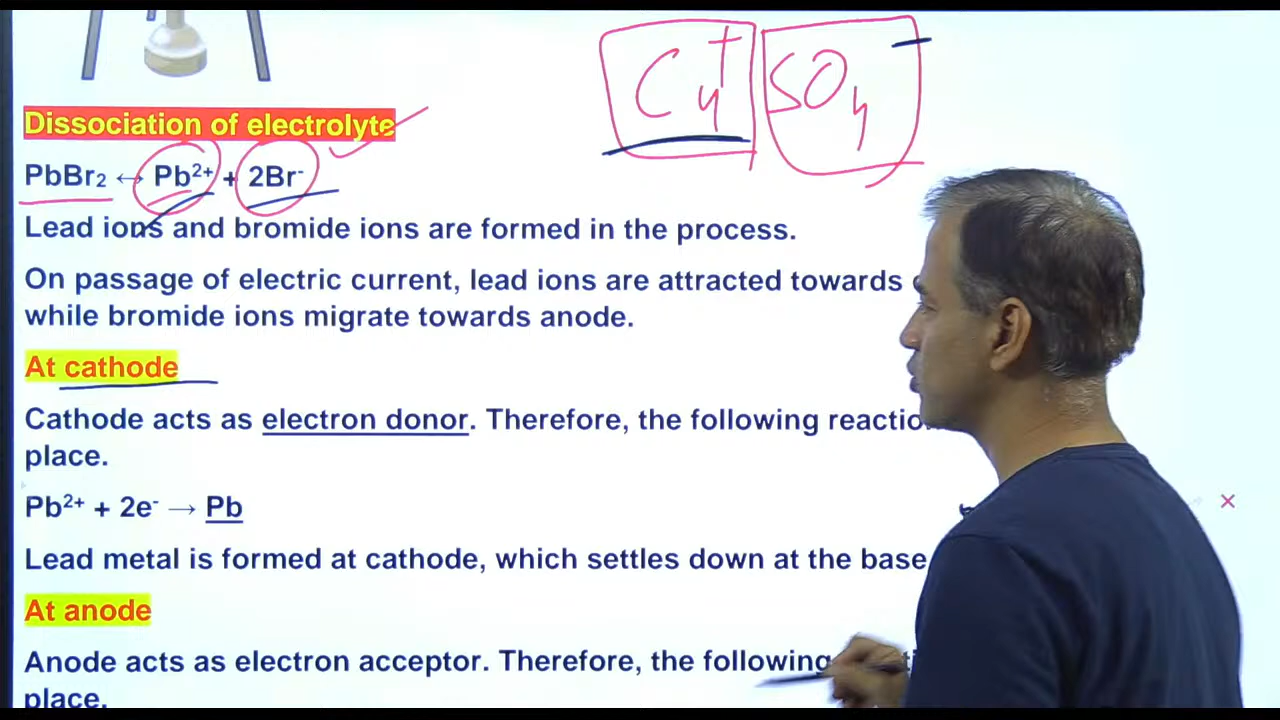 Cu+ SO4 -
Dissociation of electrolyte
PbBr₂ ↔ Pb²⁺ + 2Br⁻
Lead ions and bromide ions are formed in the process.
On passage of electric current, lead ions are attracted towards
while bromide ions migrate towards anode.
At cathode
Cathode acts as electron donor. Therefore, the following
place.
Pb²⁺ + 2e⁻ → Pb
Lead metal is formed at cathode, which settles down at the base
At anode
Anode acts as electron acceptor. Therefore, the following
place.